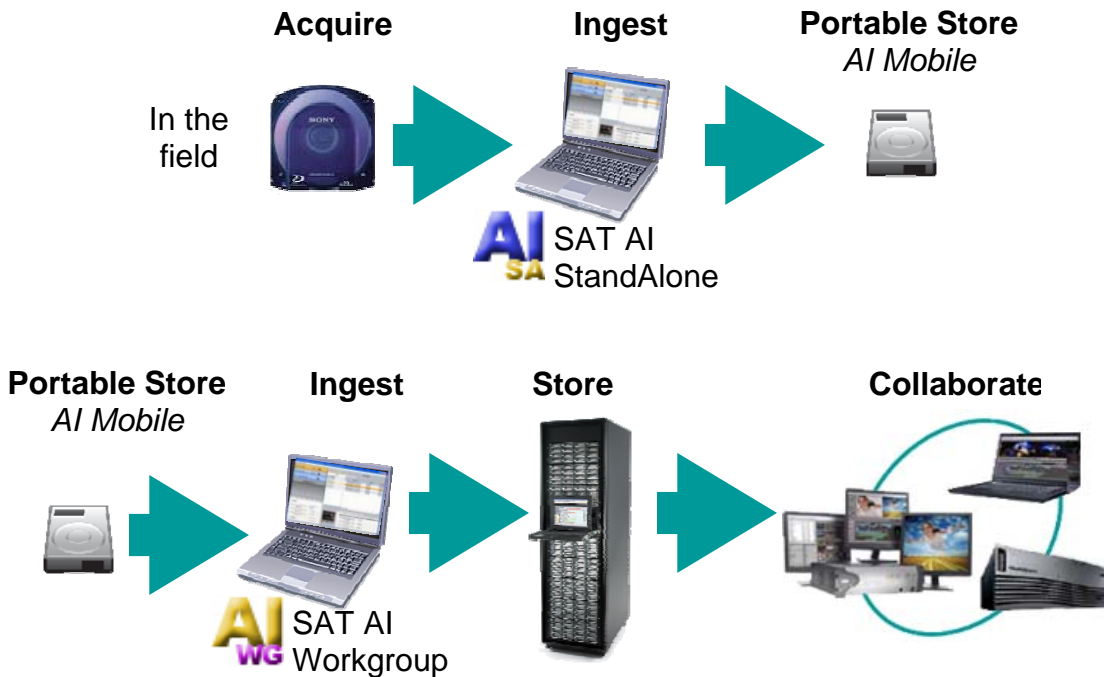 Acquire
Ingest
Portable Store
AI Mobile
In the
field
SONY
AI
SA
SAT AI
StandAlone
Portable Store
AI Mobile
Ingest
Store
Collaborate
AI
WG
SAT AI
Workgroup